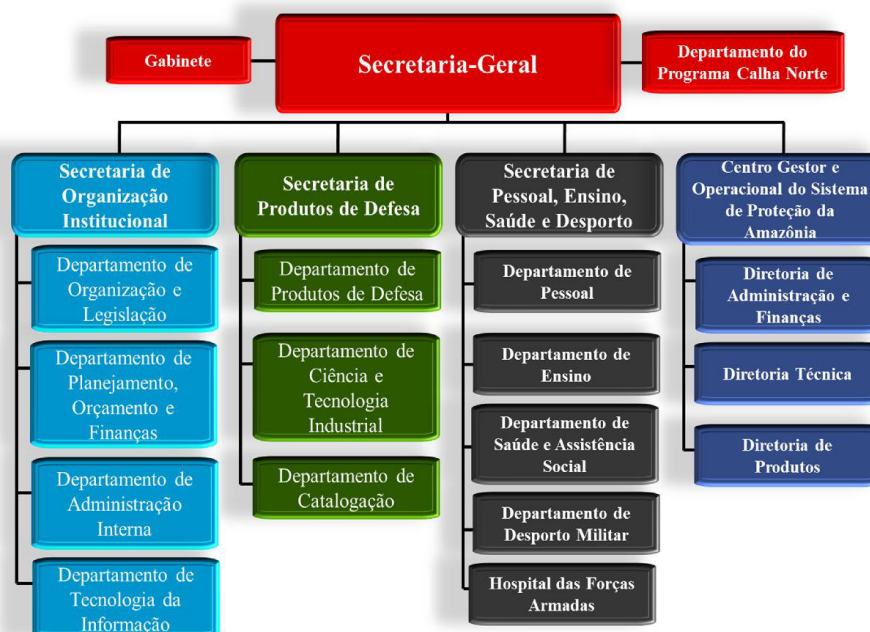 Gabinete
Secretaria-Geral
Departamento do
Programa Calha Norte
Secretaria de
Organização
Institucional
Departamento de
Organização e
Legislação
Departamento de
Planejamento,
Orçamento e
Finanças
Departamento de
Administração
Interna
Departamento de
Tecnologia da
Informação
Secretaria de
Produtos de Defesa
Departamento de
Produtos de Defesa
Departamento de
Ciência e
Tecnologia
Industrial
Departamento de
Catalogação
Secretaria de
Pessoal, Ensino,
Saúde e Desporto
Departamento de
Pessoal
Departamento de
Ensino
Departamento de
Saúde e Assistência
Social
Departamento de
Desporto Militar
Hospital das Forças
Armadas
Centro Gestor e
Operacional do Sistema
de Proteção da
Amazônia
Diretoria de
Administração e
Finanças
Diretoria Técnica
Diretoria de
Produtos